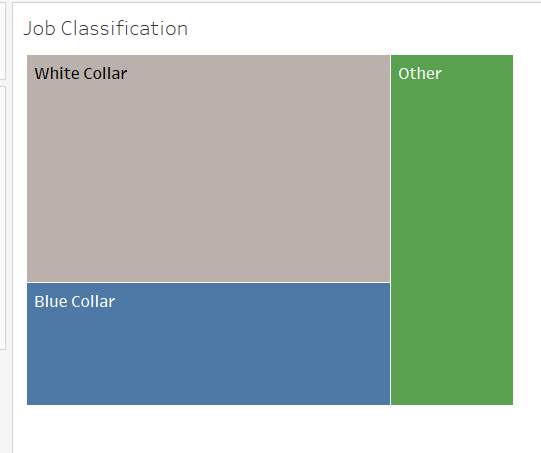 Job Classification
White Collar
Other
Blue Collar